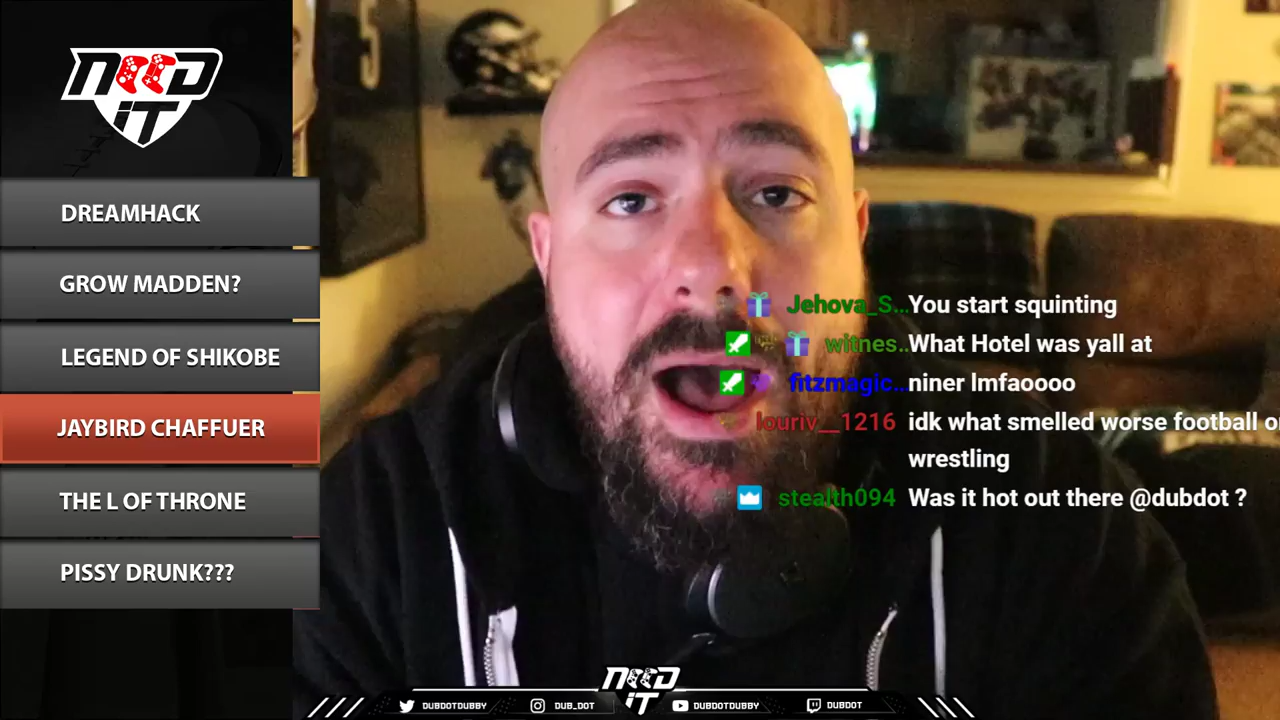 NEED
IT
DREAMHACK
GROW MADDEN?
LEGEND OF SHIKOBE
JAYBIRD CHAFFUER
THE L OF THRONE
PISSY DRUNK???
Jehova_S... You start squinting
witnes.. What Hotel was yall at
fitzmagic... niner lmfaoooo
louriv__1216 idk what smelled worse football or
wrestling
stealth094 Was it hot out there @dubdot ?
NEED
IT
DUBDOTDUBBY
DUB_DOT
DUBDOTDUBBY
DUBDOT